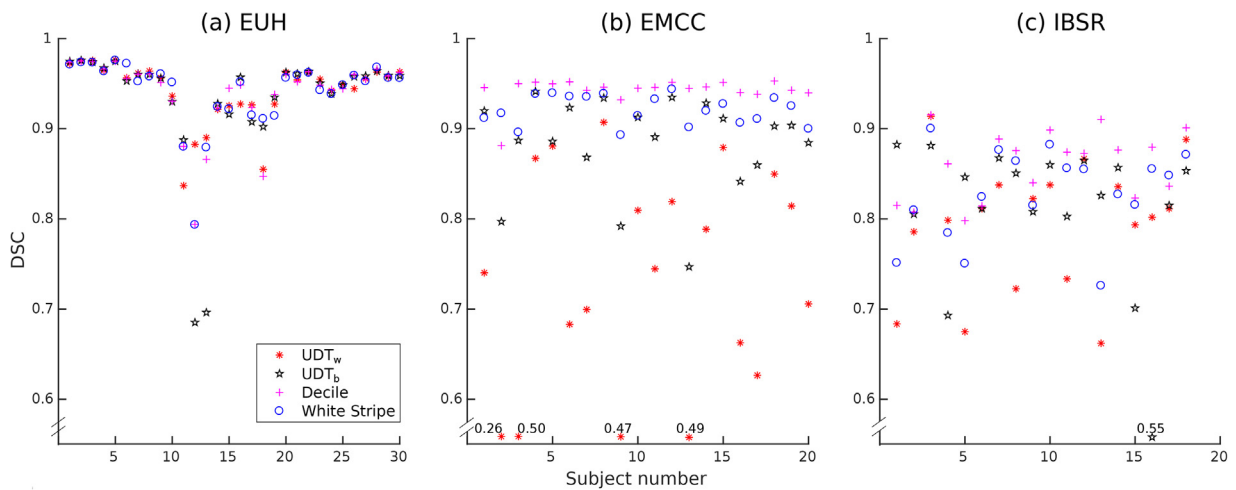 (a) EUH
(b) EMCC
(c) IBSR
DSC
1
0.9
0.8
0.7
0.6
5 10 15 20 25 30
UDTw
UDTb
Decile
White Stripe
1
0.9
0.8
0.7
0.6
0.26 0.50 0.47 0.49
5 10 15 20
1
0.9
0.8
0.7
0.6
0.55
5 10 15 20
Subject number